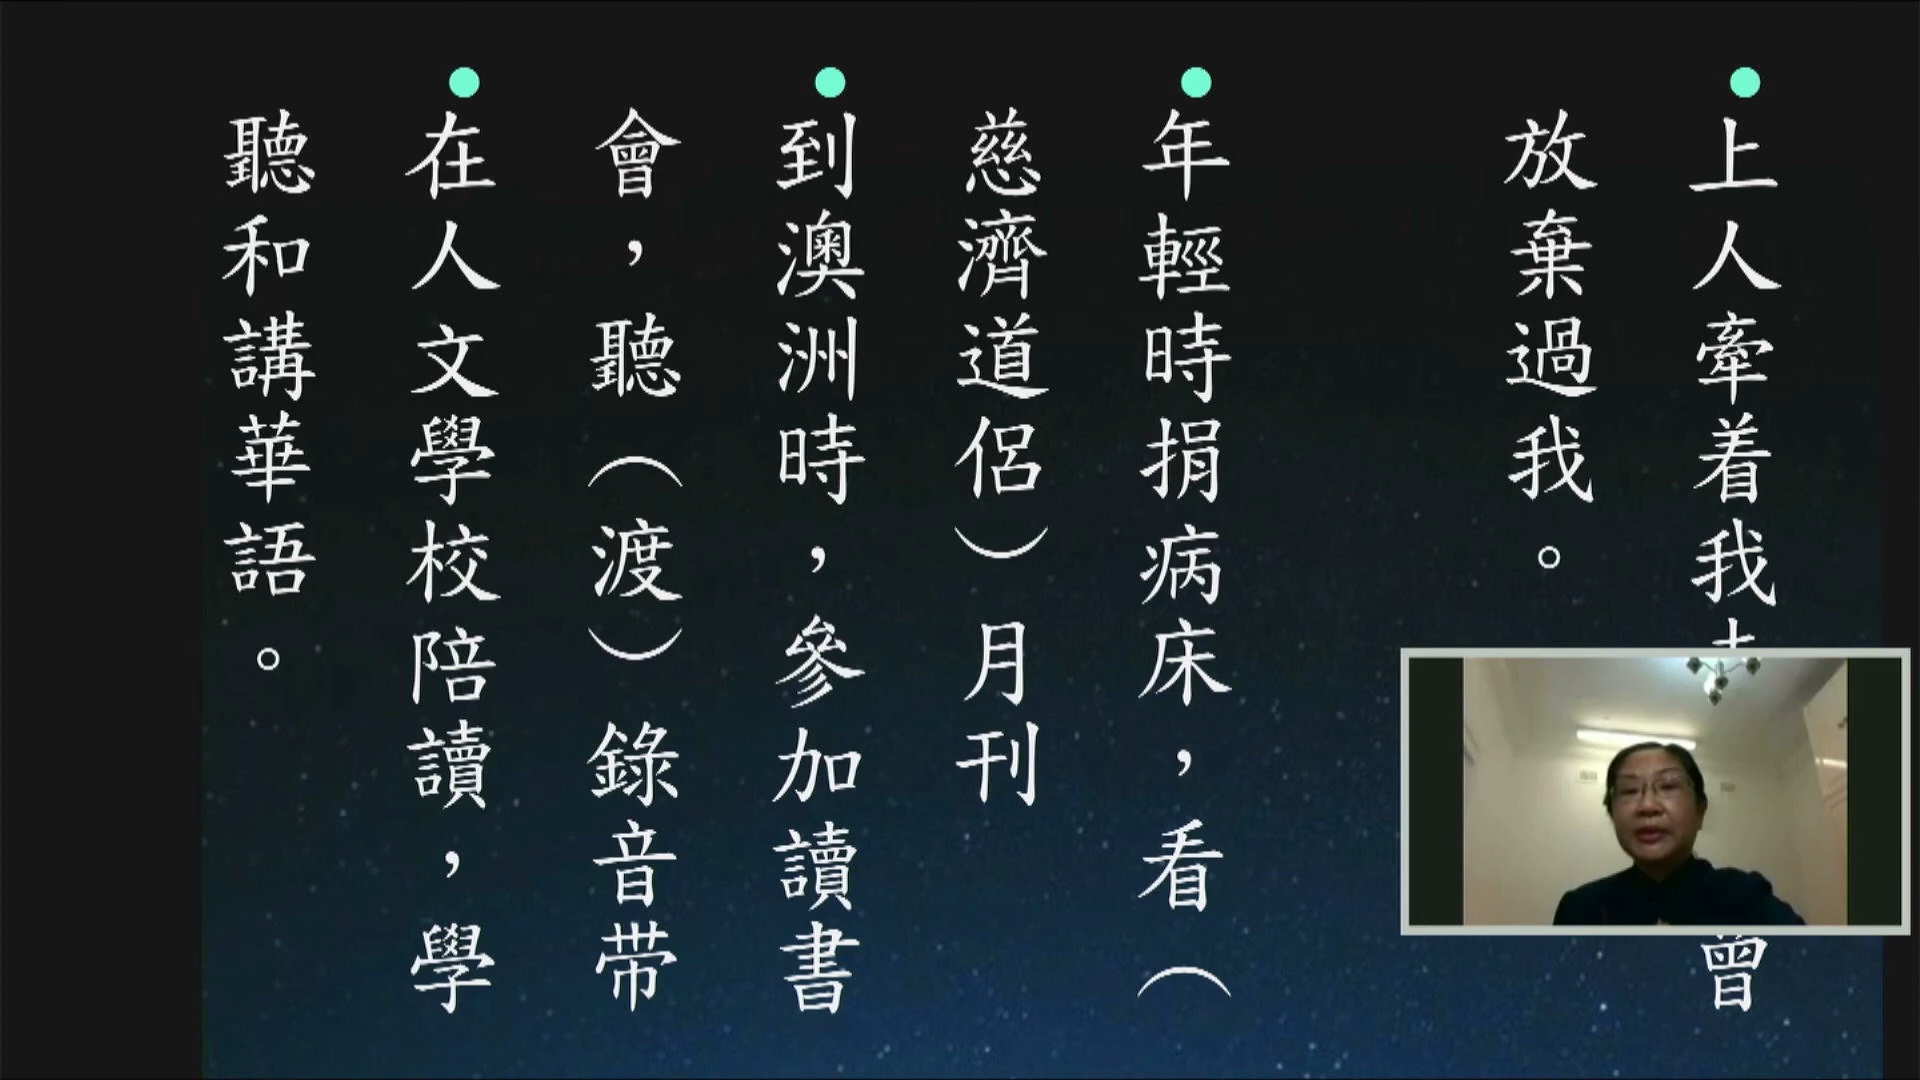 上人牽着我 曾
放棄過我。
年輕時捐病床，看（
慈濟道侶）月刊
到澳洲時，參加讀書
會，聽（渡）錄音带
在人文學校陪讀，學
聽和講華語。